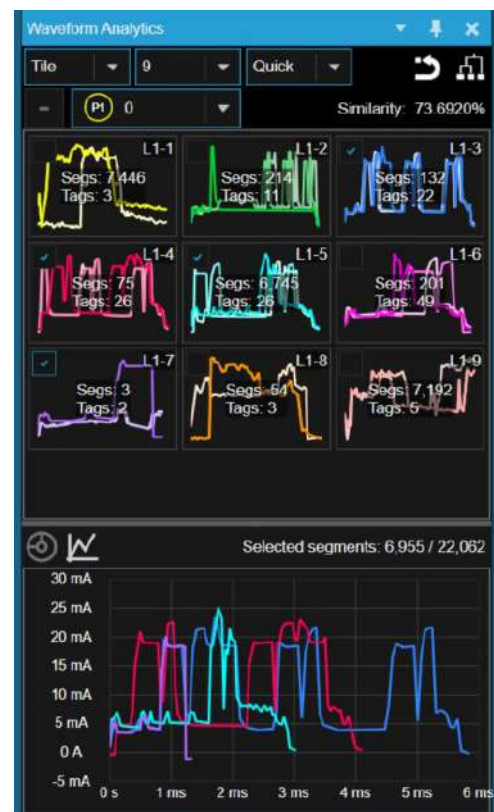 Waveform Analytics
Tile 9 Quick
P1 0 Similarity: 73.6920%
L1-1
Segs: 7,446
Tags: 3
L1-2
Segs: 214
Tags: 11
L1-3
Segs: 132
Tags: 22
L1-4
Segs: 75
Tags: 26
L1-5
Segs: 6,745
Tags: 26
L1-6
Segs: 201
Tags: 49
L1-7
Segs: 3
Tags: 2
L1-8
Segs: 54
Tags: 3
L1-9
Segs: 7,192
Tags: 5
Selected segments: 6,955 / 22,062
30 mA
25 mA
20 mA
15 mA
10 mA
5 mA
0 A
-5 mA
0 s 1 ms 2 ms 3 ms 4 ms 5 ms 6 ms